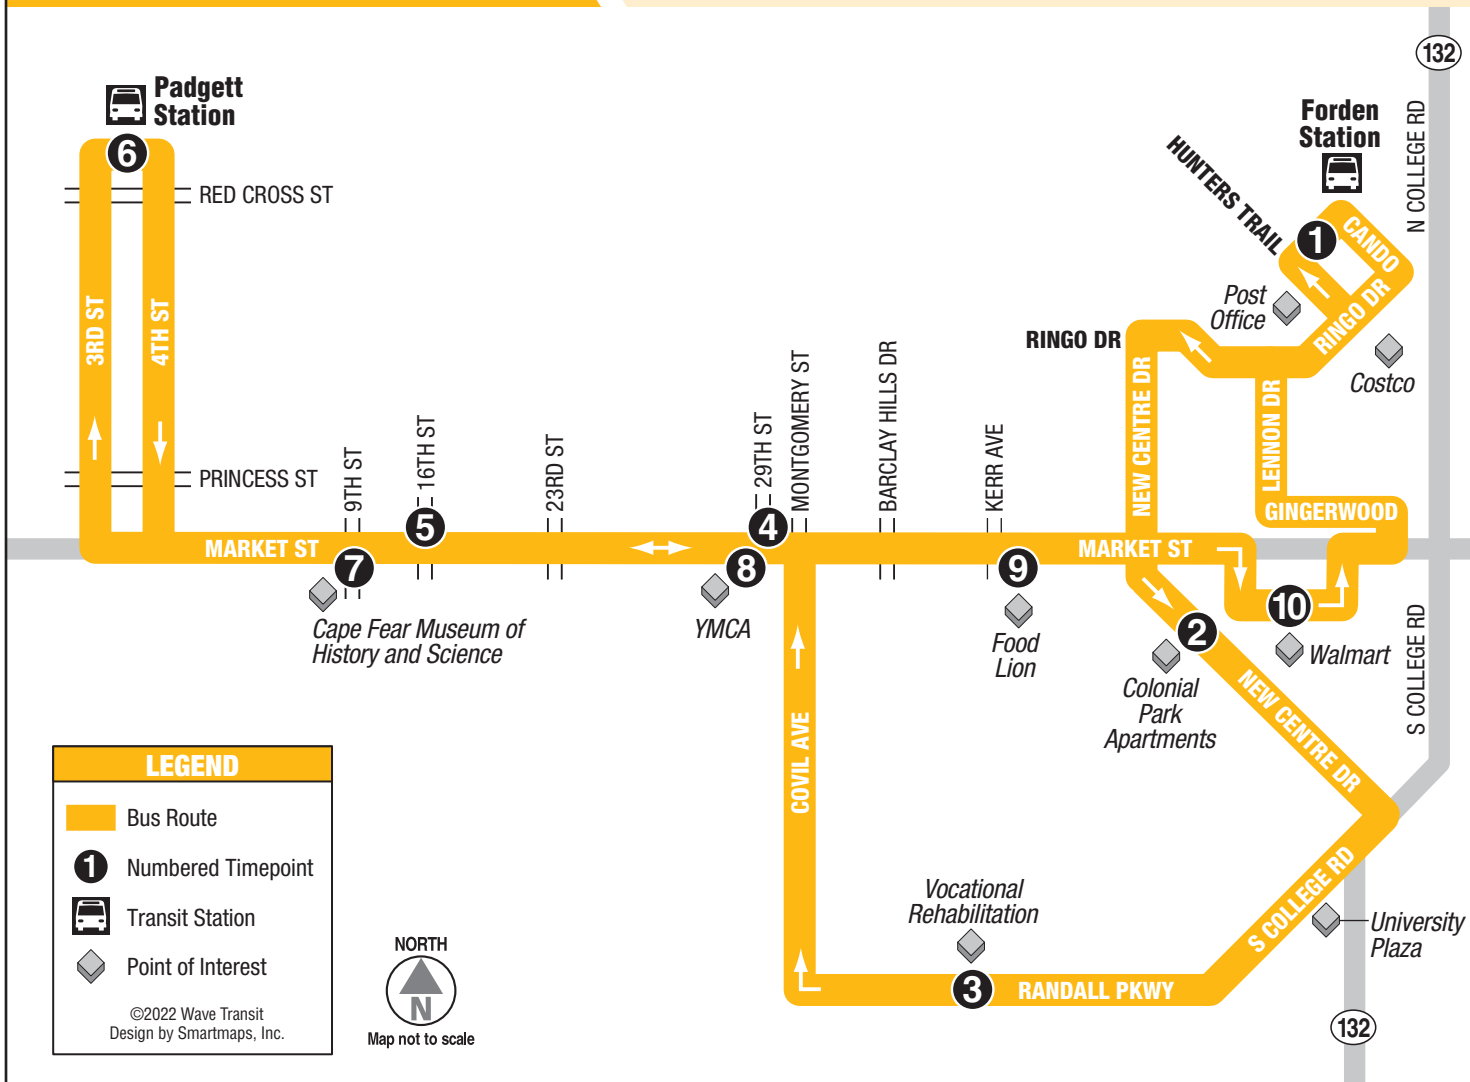 132
Padgett
Station
6
RED CROSS ST
3RD ST
4TH ST
PRINCESS ST
Forden
Station
N COLLEGE RD
HUNTERS TRAIL
1
CANDO
RINGO DR
Post
Office
Costco
RINGO DR
NEW CENTRE DR
LENNON DR
GINGERWOOD
9TH ST
16TH ST
23RD ST
29TH ST
MONTGOMERY ST
BARCLAY HILLS DR
KERR AVE
5
4
MARKET ST
MARKET ST
7
8
9
10
2
Cape Fear Museum of
History and Science
YMCA
Food
Lion
Colonial
Park
Apartments
Walmart
S COLLEGE RD
NEW CENTRE DR
COVIL AVE
S COLLEGE RD
Vocational
Rehabilitation
3
RANDALL PKWY
University
Plaza
132
LEGEND
Bus Route
1
Numbered Timepoint
Transit Station
Point of Interest
©2022 Wave Transit
Design by Smartmaps, Inc.
NORTH
N
Map not to scale